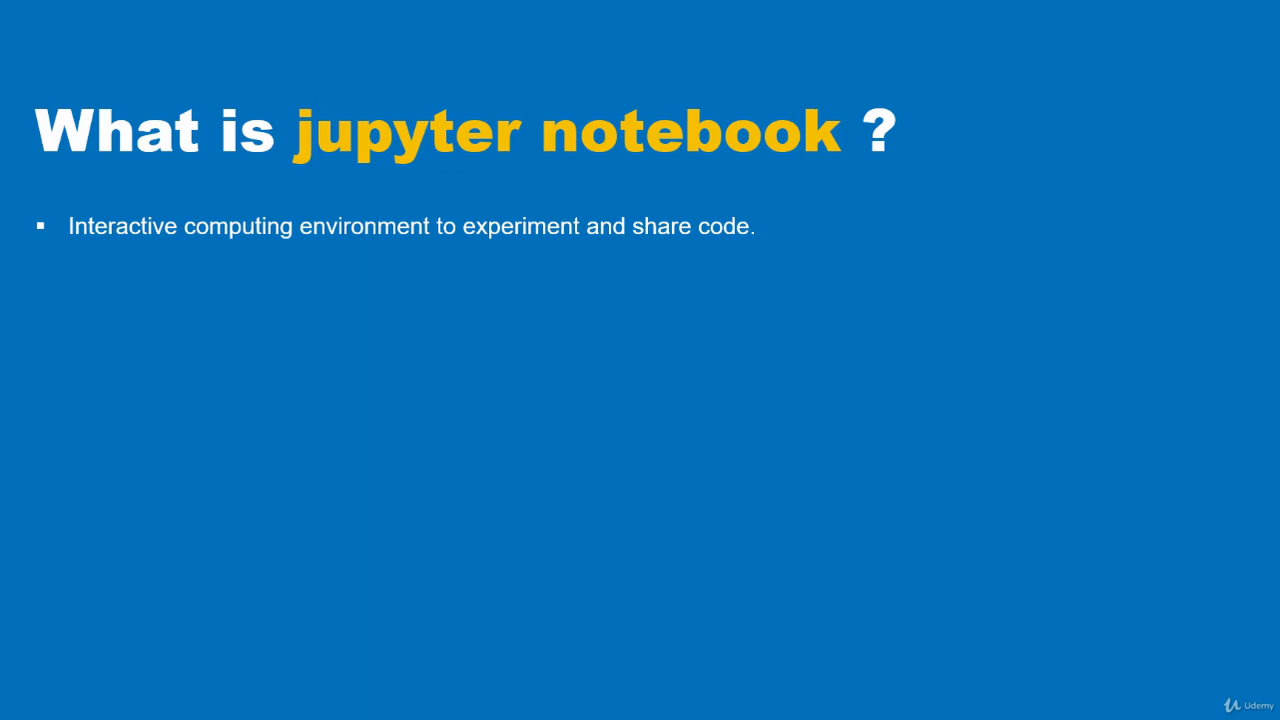 What is jupyter notebook ?
▪ Interactive computing environment to experiment and share code.
Udemy